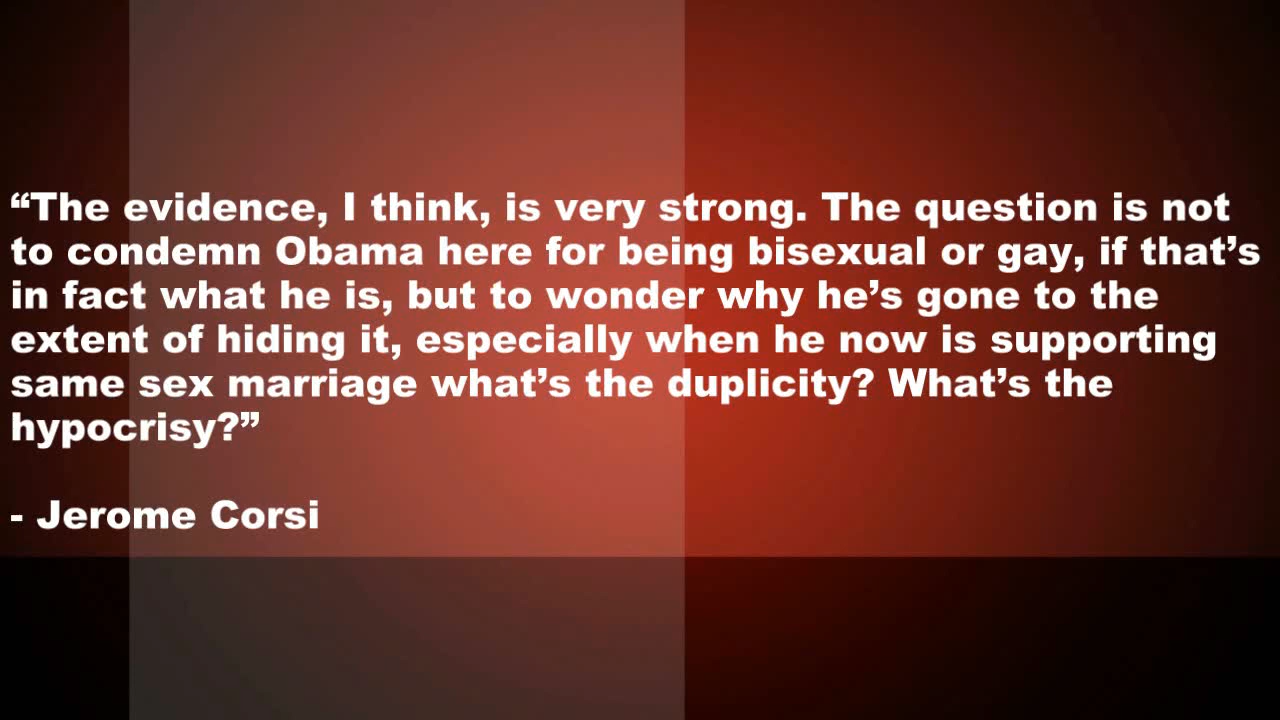 “The evidence, I think, is very strong. The question is not
to condemn Obama here for being bisexual or gay, if that’s
in fact what he is, but to wonder why he’s gone to the
extent of hiding it, especially when he now is supporting
same sex marriage what’s the duplicity? What’s the
hypocrisy?”
- Jerome Corsi